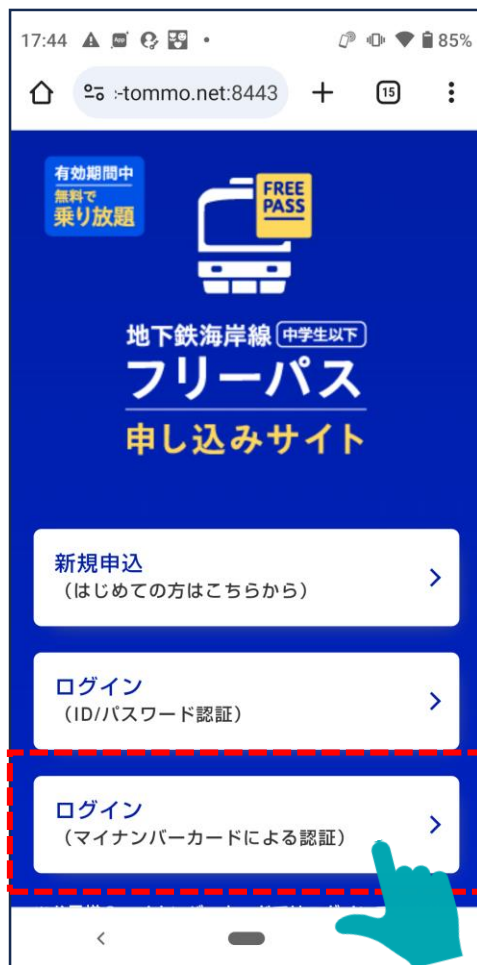 17:44
85%
:-tommo.net:8443
15
有効期間中
無料で
乗り放題
FREE
PASS
地下鉄海岸線 中学生以下
フリーパス
申し込みサイト
新規申込
（はじめての方はこちらから）
ログイン
（ID/パスワード認証）
ログイン
（マイナンバーカードによる認証）